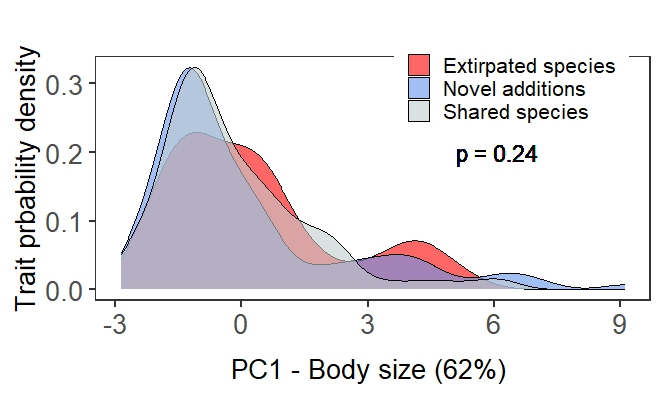 Extirpated species
Novel additions
Shared species
p = 0.24
Trait prbability density
0.3
0.2
0.1
0.0
-3
0
3
6
9
PC1 - Body size (62%)